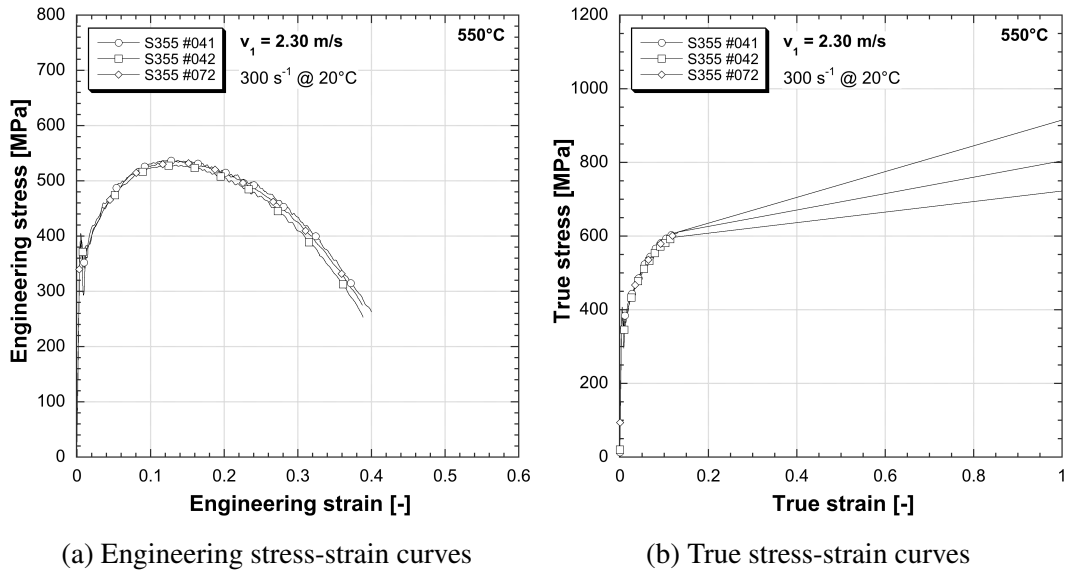 800
700
600
500
400
300
200
100
0
Engineering stress [MPa]
S355 #041
S355 #042
S355 #072
v1 = 2.30 m/s
300 s-1 @ 20°C
550°C
0 0.1 0.2 0.3 0.4 0.5 0.6
Engineering strain [-]
(a) Engineering stress-strain curves
1200
1000
800
600
400
200
0
True stress [MPa]
S355 #041
S355 #042
S355 #072
v1 = 2.30 m/s
300 s-1 @ 20°C
550°C
0 0.2 0.4 0.6 0.8 1
True strain [-]
(b) True stress-strain curves